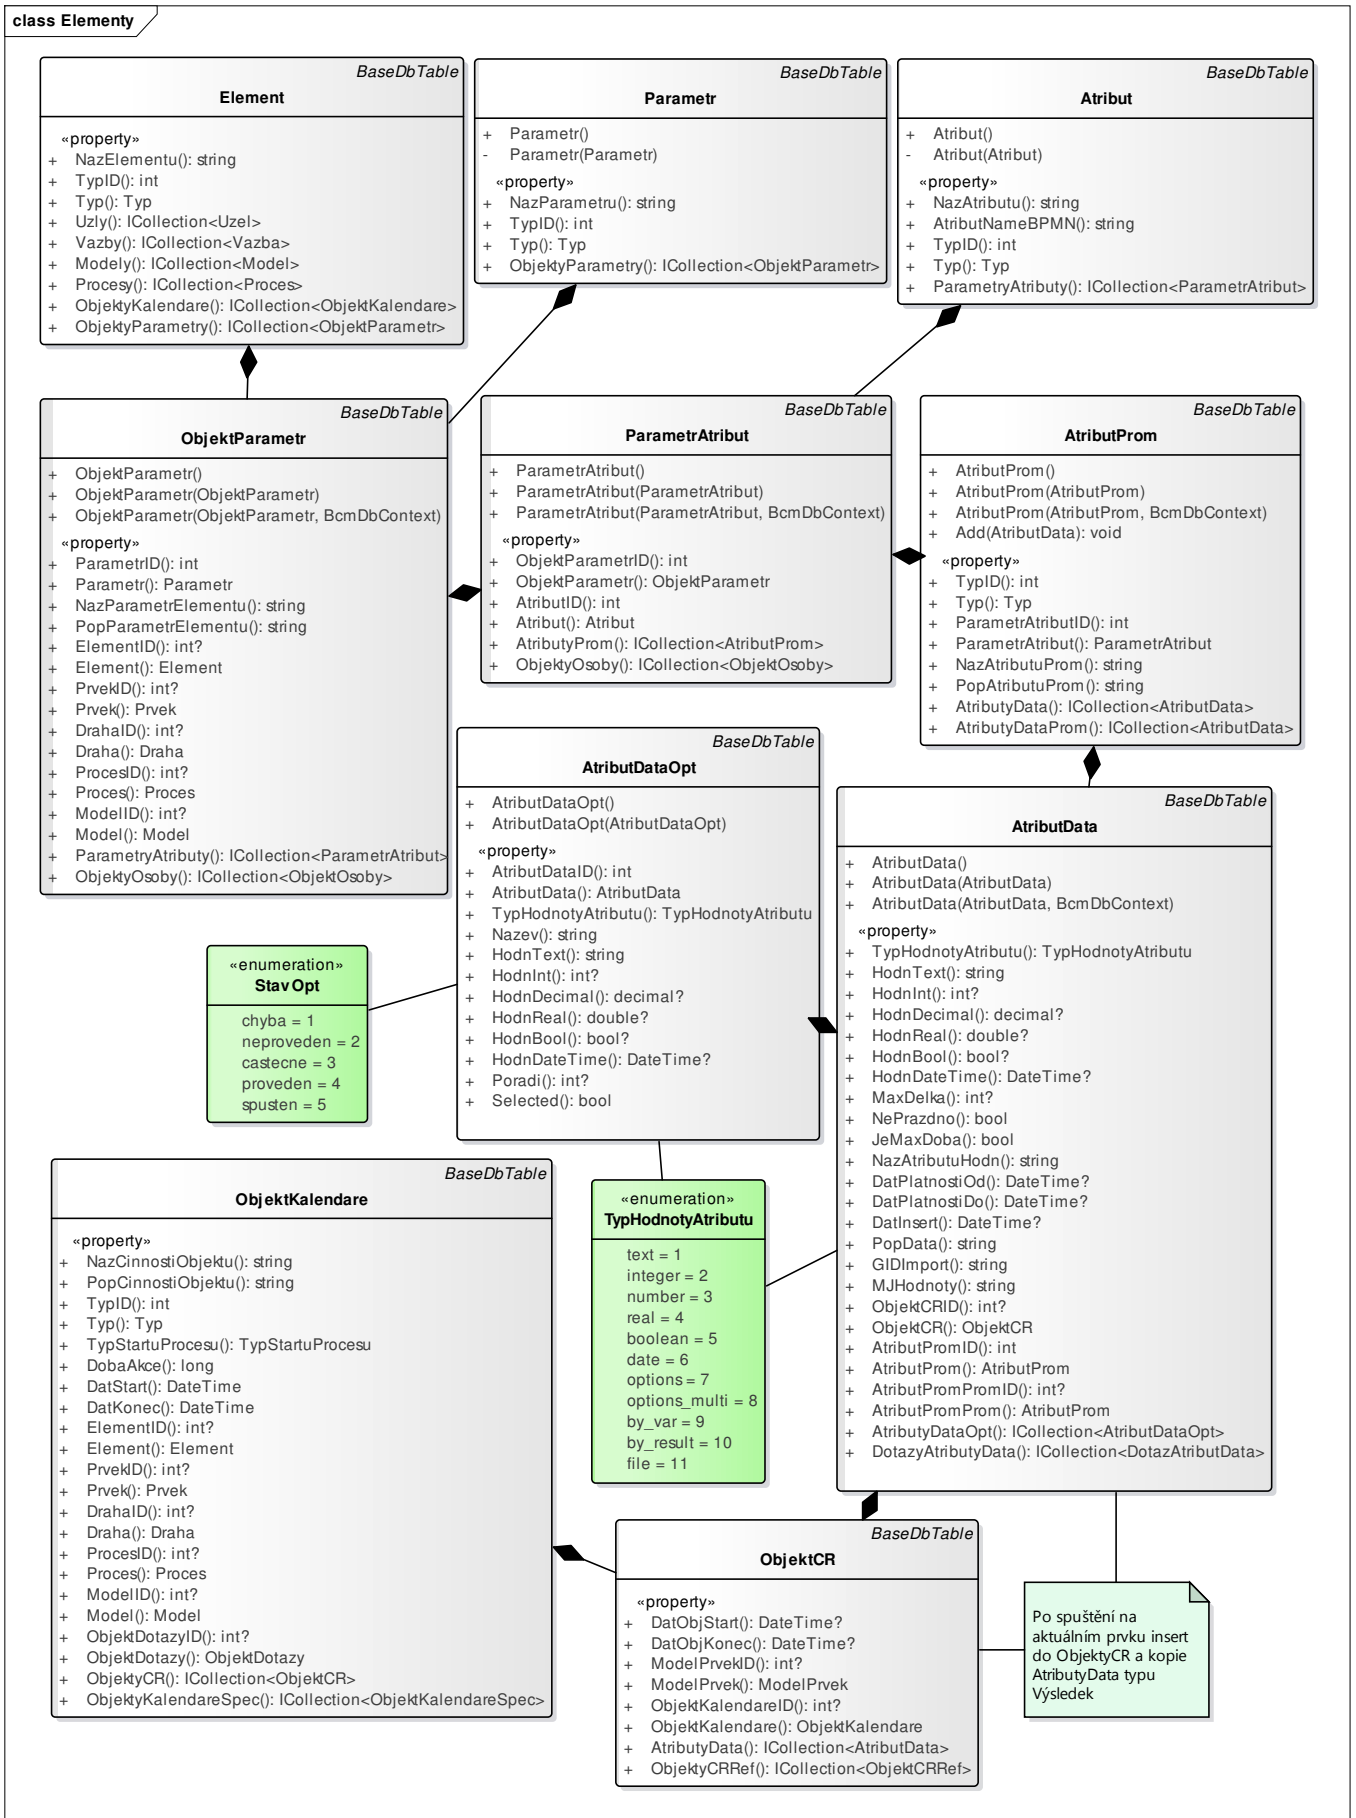 class Elementy
BaseDbTable
Element
«property»
+ NazElementu(): string
+ TypID(): int
+ Typ(): Typ
+ Uzly(): ICollection<Uzel>
+ Vazby(): ICollection<Vazba>
+ Modely(): ICollection<Model>
+ Procesy(): ICollection<Proces>
+ ObjektyKalendare(): ICollection<ObjektKalendare>
+ ObjektyParametry(): ICollection<ObjektParametr>
BaseDbTable
Parametr
+ Parametr()
- Parametr(Parametr)
«property»
+ NazParametru(): string
+ TypID(): int
+ Typ(): Typ
+ ObjektyParametry(): ICollection<ObjektParametr>
BaseDbTable
Atribut
+ Atribut()
- Atribut(Atribut)
«property»
+ NazAtributu(): string
+ AtributNameBPMN(): string
+ TypID(): int
+ Typ(): Typ
+ ParametryAtributy(): ICollection<ParametrAtribut>
BaseDbTable
ObjektParametr
+ ObjektParametr()
+ ObjektParametr(ObjektParametr)
+ ObjektParametr(ObjektParametr, BcmDbContext)
«property»
+ ParametrID(): int
+ Parametr(): Parametr
+ NazParametrElementu(): string
+ PopParametrElementu(): string
+ ElementID(): int?
+ Element(): Element
+ PrvekID(): int?
+ Prvek(): Prvek
+ DrahaID(): int?
+ Draha(): Draha
+ ProcesID(): int?
+ Proces(): Proces
+ ModelID(): int?
+ Model(): Model
+ ParametryAtributy(): ICollection<ParametrAtribut>
+ ObjektyOsoby(): ICollection<ObjektOsoby>
BaseDbTable
ParametrAtribut
+ ParametrAtribut()
+ ParametrAtribut(ParametrAtribut)
+ ParametrAtribut(ParametrAtribut, BcmDbContext)
«property»
+ ObjektParametrID(): int
+ ObjektParametr(): ObjektParametr
+ AtributID(): int
+ Atribut(): Atribut
+ AtributyProm(): ICollection<AtributProm>
+ ObjektyOsoby(): ICollection<ObjektOsoby>
BaseDbTable
AtributProm
+ AtributProm()
+ AtributProm(AtributProm)
+ AtributProm(AtributProm, BcmDbContext)
+ Add(AtributData): void
«property»
+ TypID(): int
+ Typ(): Typ
+ ParametrAtributID(): int
+ ParametrAtribut(): ParametrAtribut
+ NazAtributuProm(): string
+ PopAtributuProm(): string
+ AtributyData(): ICollection<AtributData>
+ AtributyDataProm(): ICollection<AtributData>
BaseDbTable
AtributDataOpt
+ AtributDataOpt()
+ AtributDataOpt(AtributDataOpt)
«property»
+ AtributDataID(): int
+ AtributData(): AtributData
+ TypHodnotyAtributu(): TypHodnotyAtributu
+ Nazev(): string
+ HodnText(): string
+ HodnInt(): int?
+ HodnDecimal(): decimal?
+ HodnReal(): double?
+ HodnBool(): bool?
+ HodnDateTime(): DateTime?
+ Poradi(): int?
+ Selected(): bool
BaseDbTable
AtributData
+ AtributData()
+ AtributData(AtributData)
+ AtributData(AtributData, BcmDbContext)
«property»
+ TypHodnotyAtributu(): TypHodnotyAtributu
+ HodnText(): string
+ HodnInt(): int?
+ HodnDecimal(): decimal?
+ HodnReal(): double?
+ HodnBool(): bool?
+ HodnDateTime(): DateTime?
+ MaxDelka(): int?
+ NePrazdno(): bool
+ JeMaxDoba(): bool
+ NazAtributuHodn(): string
+ DatPlatnostiOd(): DateTime?
+ DatPlatnostiDo(): DateTime?
+ DatInsert(): DateTime?
+ PopData(): string
+ GIDImport(): string
+ MJHodnoty(): string
+ ObjektCRID(): int?
+ ObjektCR(): ObjektCR
+ AtributPromID(): int
+ AtributProm(): AtributProm
+ AtributPromPromID(): int?
+ AtributPromProm(): AtributProm
+ AtributyDataOpt(): ICollection<AtributDataOpt>
+ DotazyAtributyData(): ICollection<DotazAtributData>
«enumeration»
StavOpt
chyba = 1
neproveden = 2
castecne = 3
proveden = 4
spusten = 5
«enumeration»
TypHodnotyAtributu
text = 1
integer = 2
number = 3
real = 4
boolean = 5
date = 6
options = 7
options_multi = 8
by_var = 9
by_result = 10
file = 11
BaseDbTable
ObjektKalendare
«property»
+ NazCinnostiObjektu(): string
+ PopCinnostiObjektu(): string
+ TypID(): int
+ Typ(): Typ
+ TypStartuProcesu(): TypStartuProcesu
+ DobaAkce(): long
+ DatStart(): DateTime
+ DatKonec(): DateTime
+ ElementID(): int?
+ Element(): Element
+ PrvekID(): int?
+ Prvek(): Prvek
+ DrahaID(): int?
+ Draha(): Draha
+ ProcesID(): int?
+ Proces(): Proces
+ ModelID(): int?
+ Model(): Model
+ ObjektDotazyID(): int?
+ ObjektDotazy(): ObjektDotazy
+ ObjektyCR(): ICollection<ObjektCR>
+ ObjektyKalendareSpec(): ICollection<ObjektKalendareSpec>
BaseDbTable
ObjektCR
«property»
+ DatObjStart(): DateTime?
+ DatObjKonec(): DateTime?
+ ModelPrvekID(): int?
+ ModelPrvek(): ModelPrvek
+ ObjektKalendareID(): int?
+ ObjektKalendare(): ObjektKalendare
+ AtributyData(): ICollection<AtributData>
+ ObjektyCRRef(): ICollection<ObjektCRRef>
Po spuštění na
aktuálním prvku insert
do ObjektyCR a kopie
AtributyData typu
Výsledek